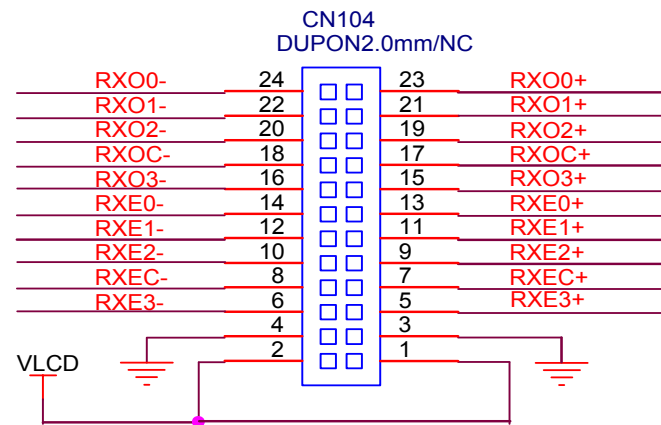 CN104
DUPON2.0mm/NC
RXO0- 24 23 RXO0+
RXO1- 22 21 RXO1+
RXO2- 20 19 RXO2+
RXOC- 18 17 RXOC+
RXO3- 16 15 RXO3+
RXE0- 14 13 RXE0+
RXE1- 12 11 RXE1+
RXE2- 10 9 RXE2+
RXEC- 8 7 RXEC+
RXE3- 6 5 RXE3+
4 3
2 1
VLCD